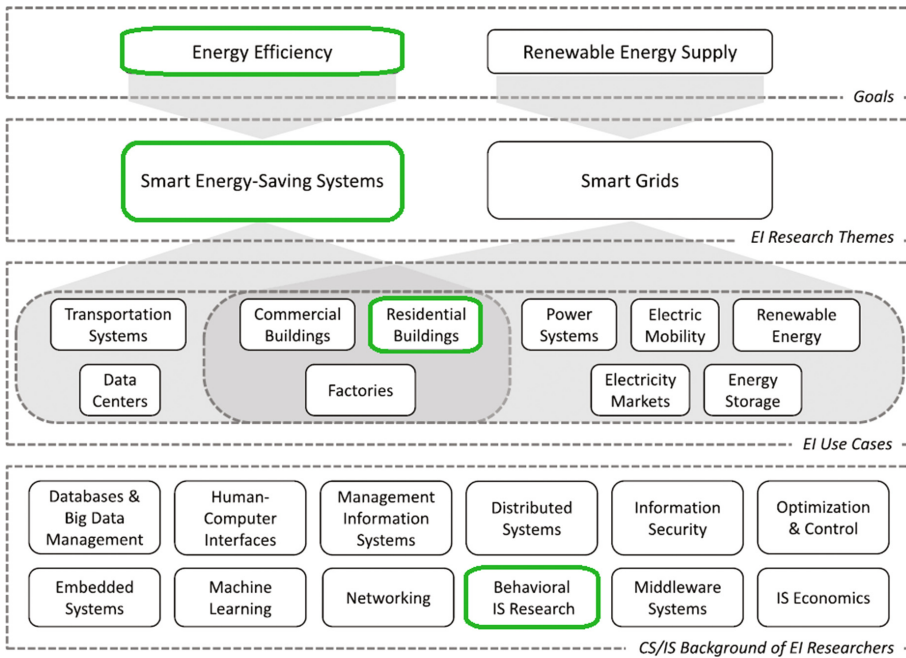 Energy Efficiency
Renewable Energy Supply
Goals
Smart Energy-Saving Systems
Smart Grids
EI Research Themes
Transportation
Systems
Commercial
Buildings
Residential
Buildings
Power
Systems
Electric
Mobility
Renewable
Energy
Data
Centers
Factories
Electricity
Markets
Energy
Storage
EI Use Cases
Databases &
Big Data
Management
Human-
Computer
Interfaces
Management
Information
Systems
Distributed
Systems
Information
Security
Optimization
& Control
Embedded
Systems
Machine
Learning
Networking
Behavioral
IS Research
Middleware
Systems
IS Economics
CS/IS Background of EI Researchers